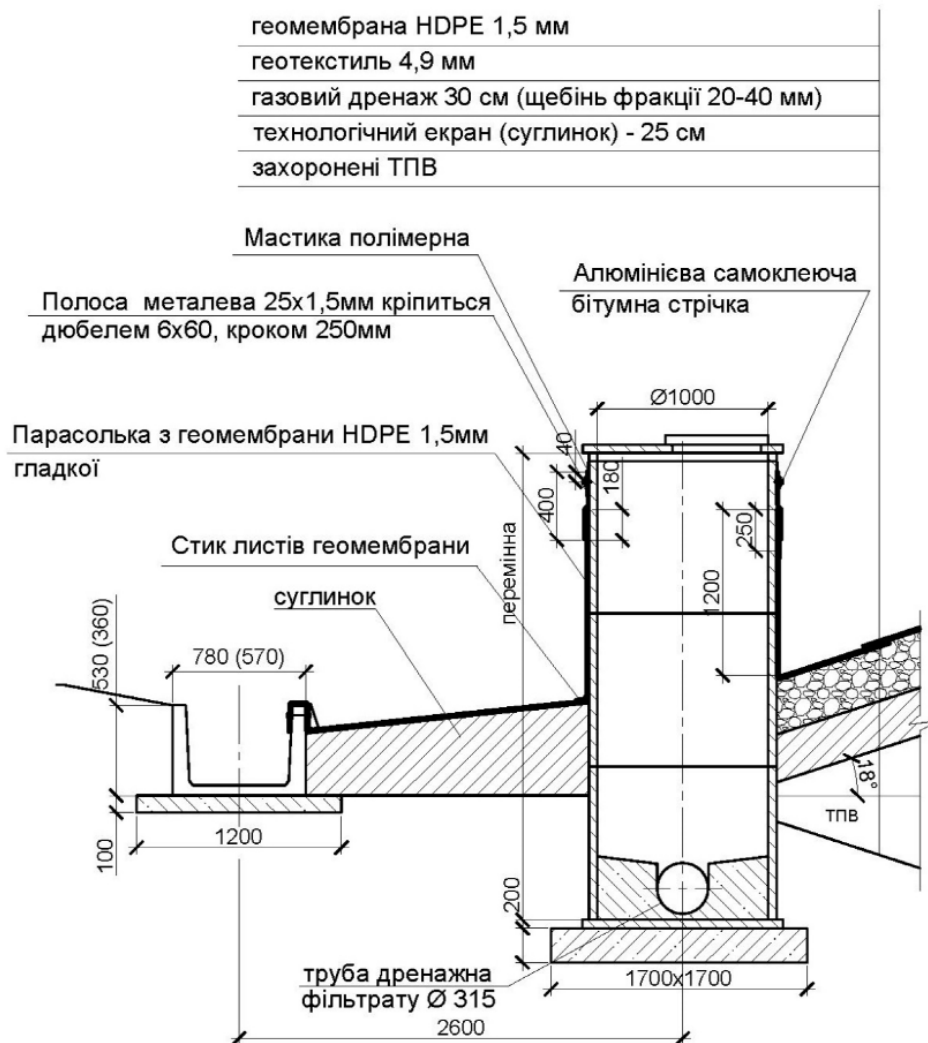 геомембрана HDPE 1,5 мм
геотекстиль 4,9 мм
газовий дренаж 30 см (щебінь фракції 20-40 мм)
технологічний екран (суглинок) - 25 см
захоронені ТПВ
Мастика полімерна
Алюмінієва самоклеюча
бітумна стрічка
Полоса металева 25х1,5мм кріпиться
дюбелем 6х60, кроком 250мм
Ø1000
Парасолька з геомембрани HDPE 1,5мм
гладкої
40
180
400
250
Стик листів геомембрани
перемінна
1200
суглинок
530 (360)
780 (570)
18°
ТПВ
100
1200
200
труба дренажна
фільтрату Ø 315
1700х1700
2600